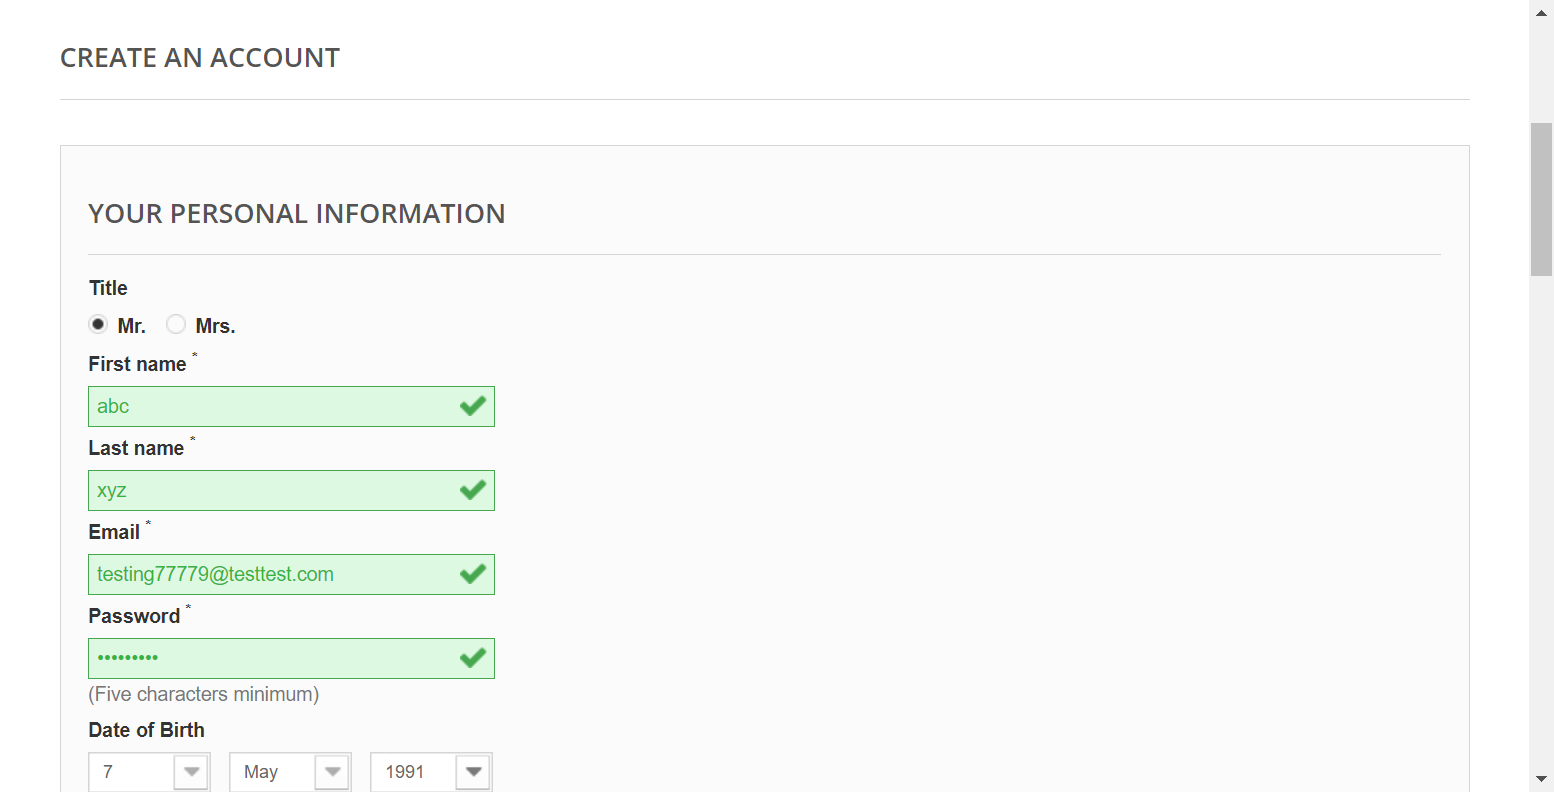 CREATE AN ACCOUNT
YOUR PERSONAL INFORMATION
Title
Mr. Mrs.
First name *
abc
Last name *
xyz
Email *
testing77779@testtest.com
Password *
•••••••••
(Five characters minimum)
Date of Birth
7 May 1991